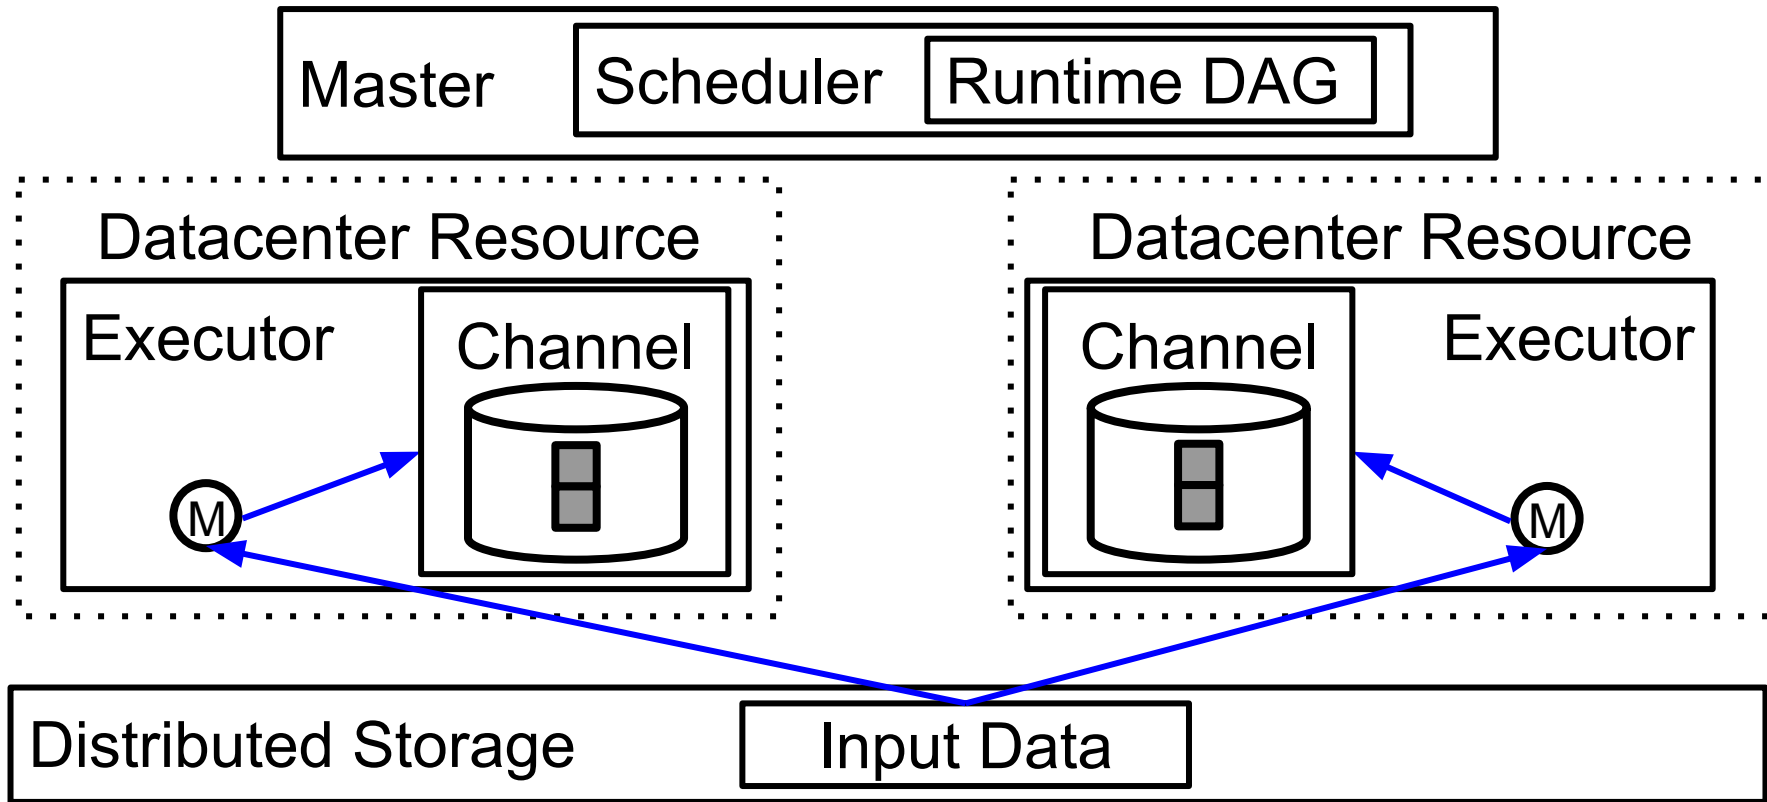 Master
Scheduler
Runtime DAG
Datacenter Resource
Executor
Channel
M
Datacenter Resource
Channel
Executor
M
Distributed Storage
Input Data